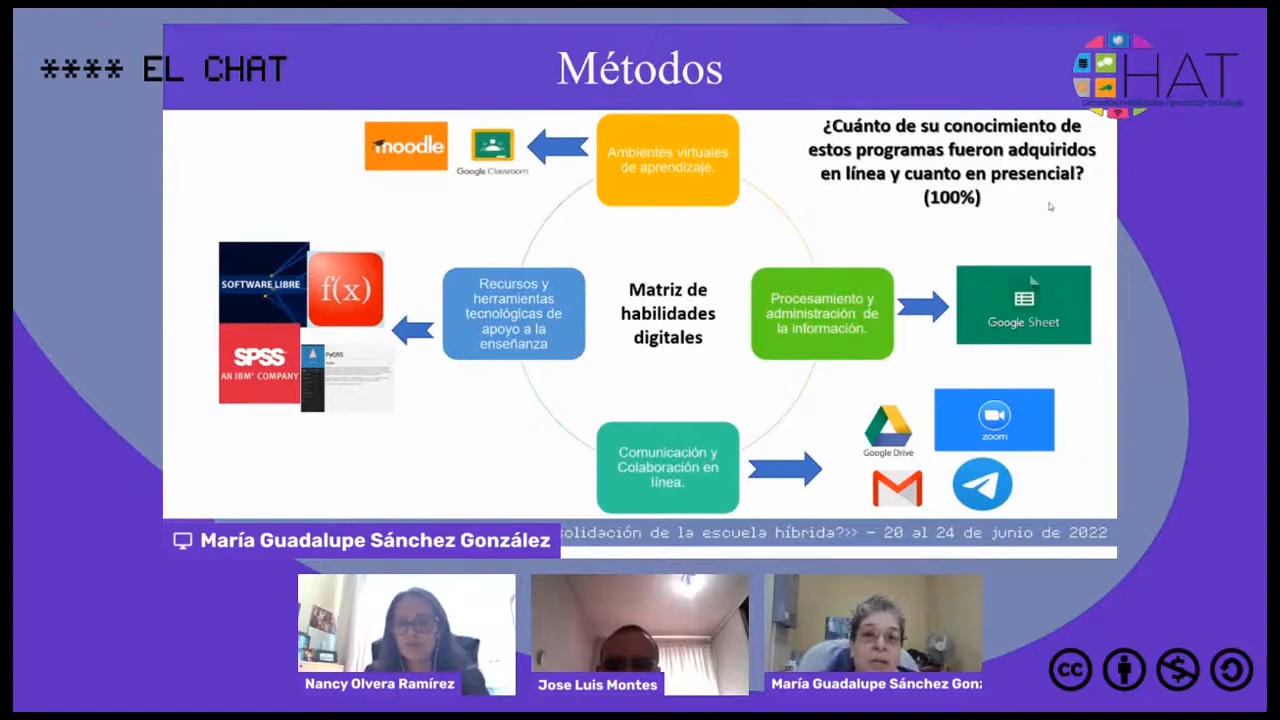 **** EL CHAT
Métodos
HAT
moodle
Google Classroom
Ambientes virtuales
de aprendizaje.
¿Cuánto de su conocimiento de
estos programas fueron adquiridos
en línea y cuanto en presencial?
(100%)
SOFTWARE LIBRE
f(x)
SPSS
AN IBM® COMPANY
PyQRS
Recursos y
herramientas
tecnológicas de
apoyo a la
enseñanza
Matriz de
habilidades
digitales
Procesamiento y
administración de
la información.
Google Sheet
Comunicación y
Colaboración en
línea.
Google Drive
zoom
María Guadalupe Sánchez González
solidación de la escuela híbrida?>> - 20 al 24 de junio de 2022
Nancy Olvera Ramírez
Jose Luis Montes
María Guadalupe Sánchez Gonz
cc